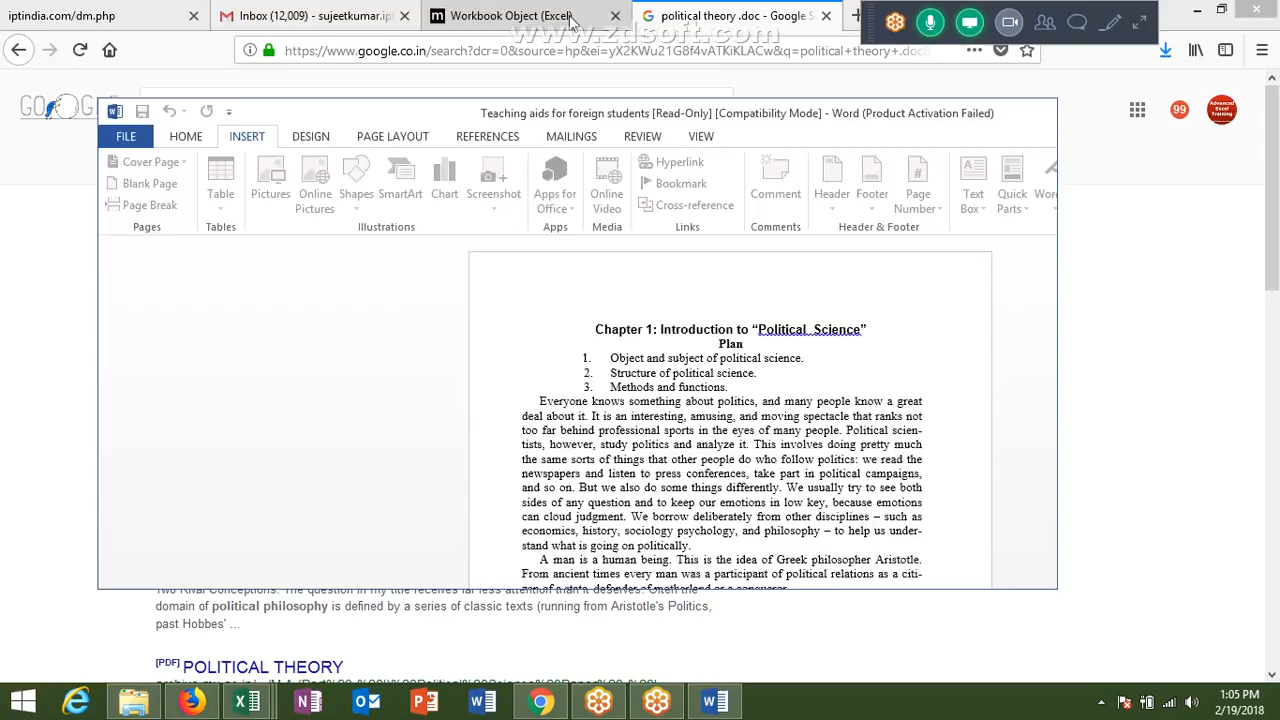 iptindia.com/dm.php
Inbox (12,009) - sujeetkumar.ip
Workbook Object (Excel)
political theory .doc - Google S
https://www.google.co.in/search?dcr=0&source=hp&ei=yX2KWu21G8f4vATKiKLACw&q=political+theory+.doc&
www.zdsoft.com
99
Advanced
Excel
Training
Teaching aids for foreign students [Read-Only] [Compatibility Mode] - Word (Product Activation Failed)
FILE HOME INSERT DESIGN PAGE LAYOUT REFERENCES MAILINGS REVIEW VIEW
Cover Page
Blank Page
Page Break
Pages
Table
Tables
Pictures
Online
Pictures
Shapes
SmartArt
Chart
Screenshot
Illustrations
Apps for
Office
Apps
Online
Video
Media
Hyperlink
Bookmark
Cross-reference
Links
Comment
Comments
Header
Footer
Page
Number
Header & Footer
Text
Box
Quick
Parts
Chapter 1: Introduction to “Political Science”
Plan
1. Object and subject of political science.
2. Structure of political science.
3. Methods and functions.
Everyone knows something about politics, and many people know a great
deal about it. It is an interesting, amusing, and moving spectacle that ranks not
too far behind professional sports in the eyes of many people. Political scien-
tists, however, study politics and analyze it. This involves doing pretty much
the same sorts of things that other people do who follow politics: we read the
newspapers and listen to press conferences, take part in political campaigns,
and so on. But we also do some things differently. We usually try to see both
sides of any question and to keep our emotions in low key, because emotions
can cloud judgment. We borrow deliberately from other disciplines – such as
economics, history, sociology psychology, and philosophy – to help us under-
stand what is going on politically.
A man is a human being. This is the idea of Greek philosopher Aristotle.
From ancient times every man was a participant of political relations as a citi-
domain of political philosophy is defined by a series of classic texts (running from Aristotle's Politics,
past Hobbes' ...
[PDF] POLITICAL THEORY
1:05 PM
2/19/2018